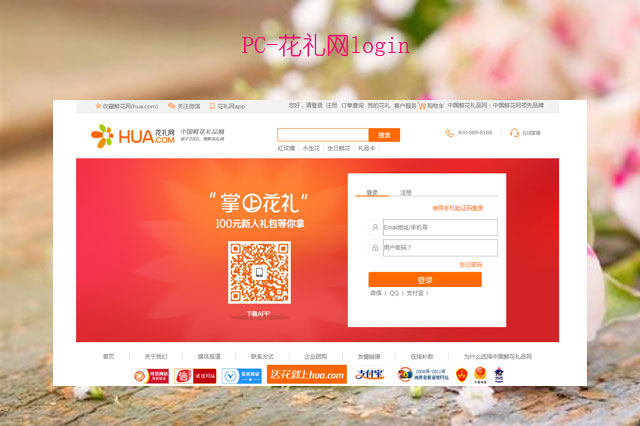 PC-花礼网login
收藏鲜花网(hua.com) 关注微信 花礼网app 您好，请登录 注册 订单查询 我的花礼 客户服务 购物车 中国鲜花礼品网｜中国鲜花网领先品牌
HUA.COM 花礼网 中国鲜花礼品网
搜索
400-889-8188 在线客服
红玫瑰 永生花 生日鲜花 礼品卡
登录 注册
"掌上花礼"
使用手机验证码登录
100元新人礼包等你拿
Email地址/手机号
用户密码？
忘记密码
登录
微信 | QQ | 支付宝 |
下载APP
首页 关于我们 媒体报道 联系方式 企业团购 友情链接 在线补款 为什么选择中国鲜花礼品网
诚信网站 送花就上hua.com 支付宝